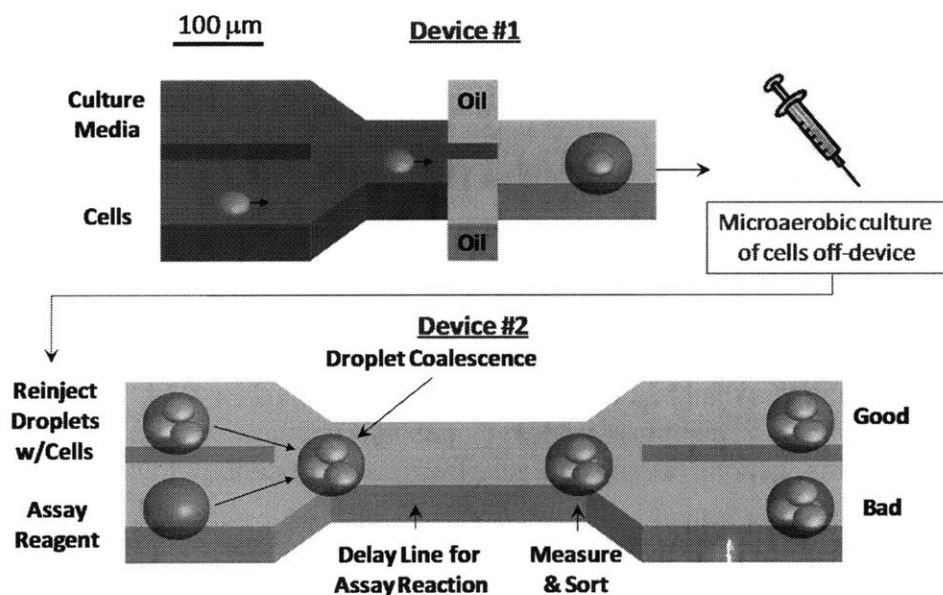 100 μm
Device #1
Culture
Media
Oil
Cells
Oil
Microaerobic culture
of cells off-device
Device #2
Droplet Coalescence
Reinject
Droplets
w/Cells
Good
Assay
Reagent
Bad
Delay Line for
Assay Reaction
Measure
& Sort